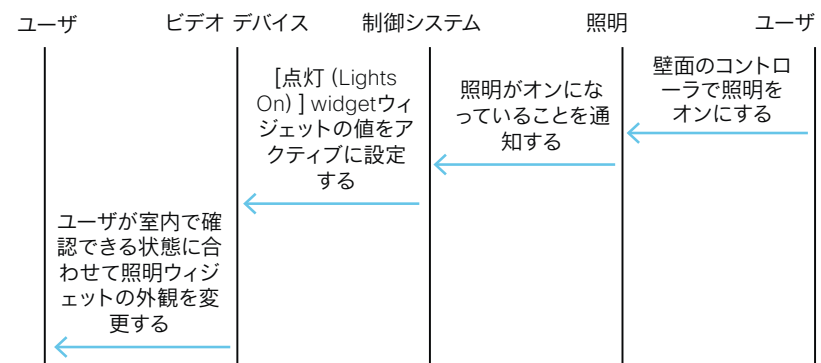 ユーザ
ビデオ デバイス
制御システム
照明
ユーザ
[点灯 (Lights
On) ] widgetウィ
ジェットの値をア
クティブに設定
する
照明がオンにな
っていることを通
知する
壁面のコントロ
ーラで照明を
オンにする
ユーザが室内で確
認できる状態に合
わせて照明ウィジ
ェットの外観を変
更する